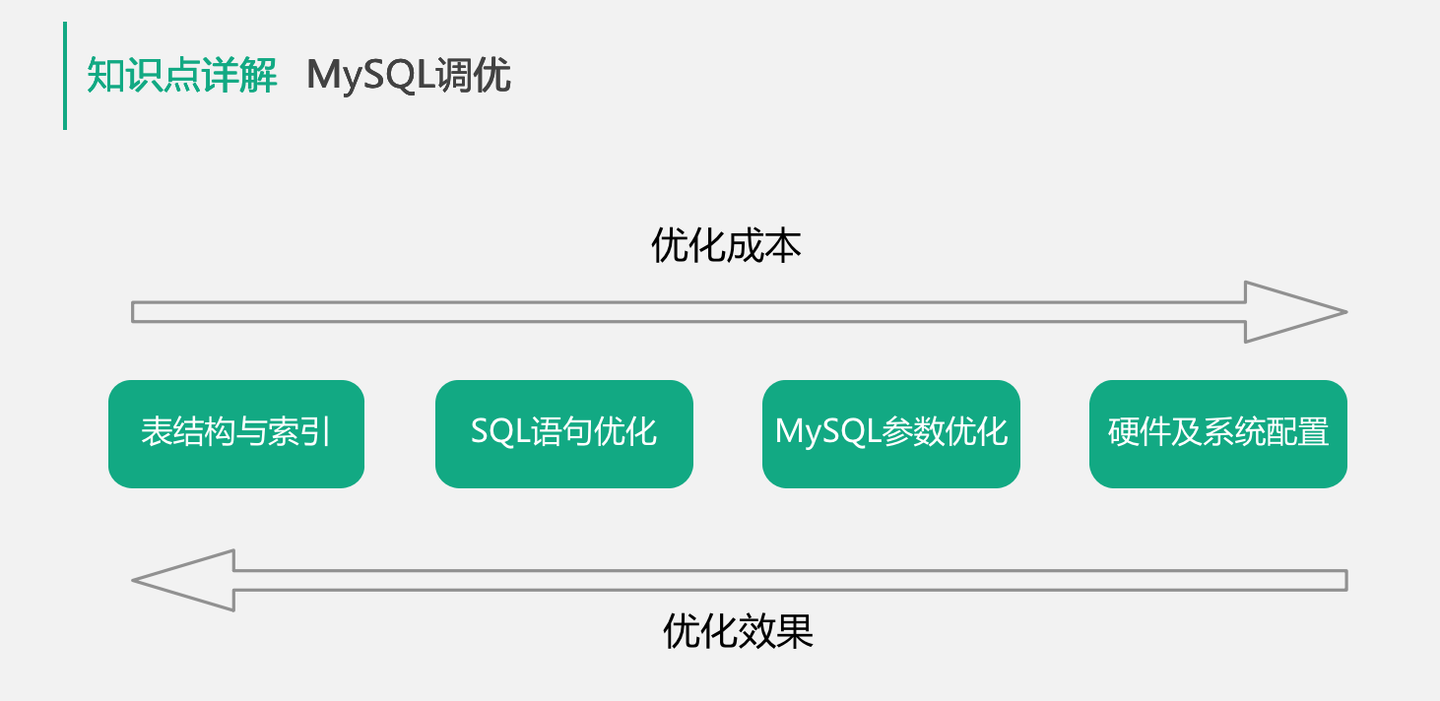 知识点详解 MySQL调优
优化成本
表结构与索引
SQL语句优化
MySQL参数优化
硬件及系统配置
优化效果